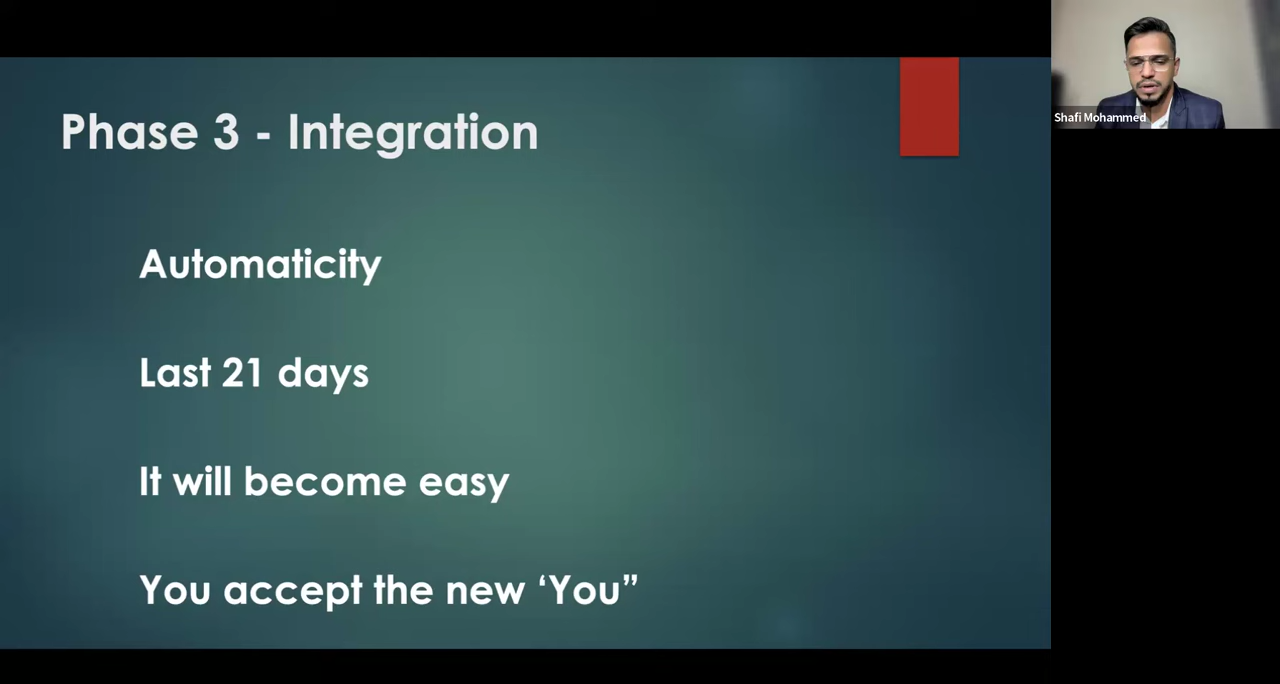 Phase 3 - Integration
Automaticity
Last 21 days
It will become easy
You accept the new ‘You”
Shafi Mohammed